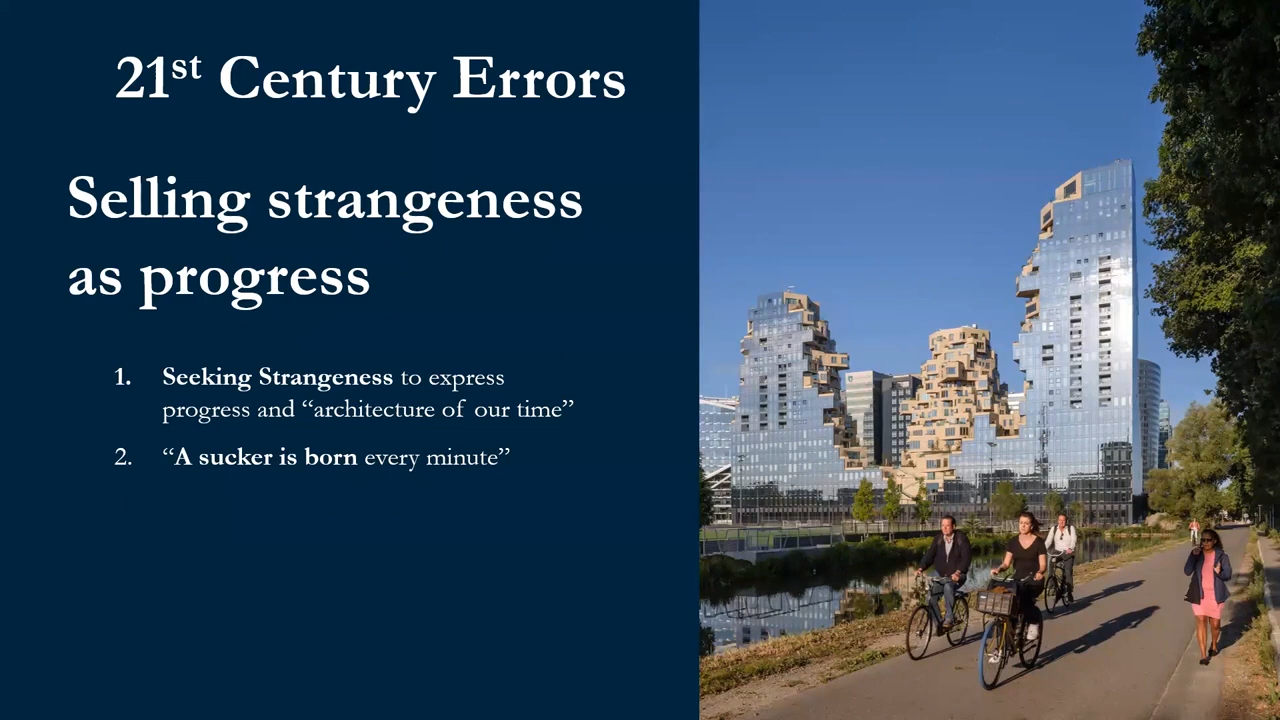 21st Century Errors
Selling strangeness
as progress
1. Seeking Strangeness to express
progress and “architecture of our time”
2. “A sucker is born every minute”